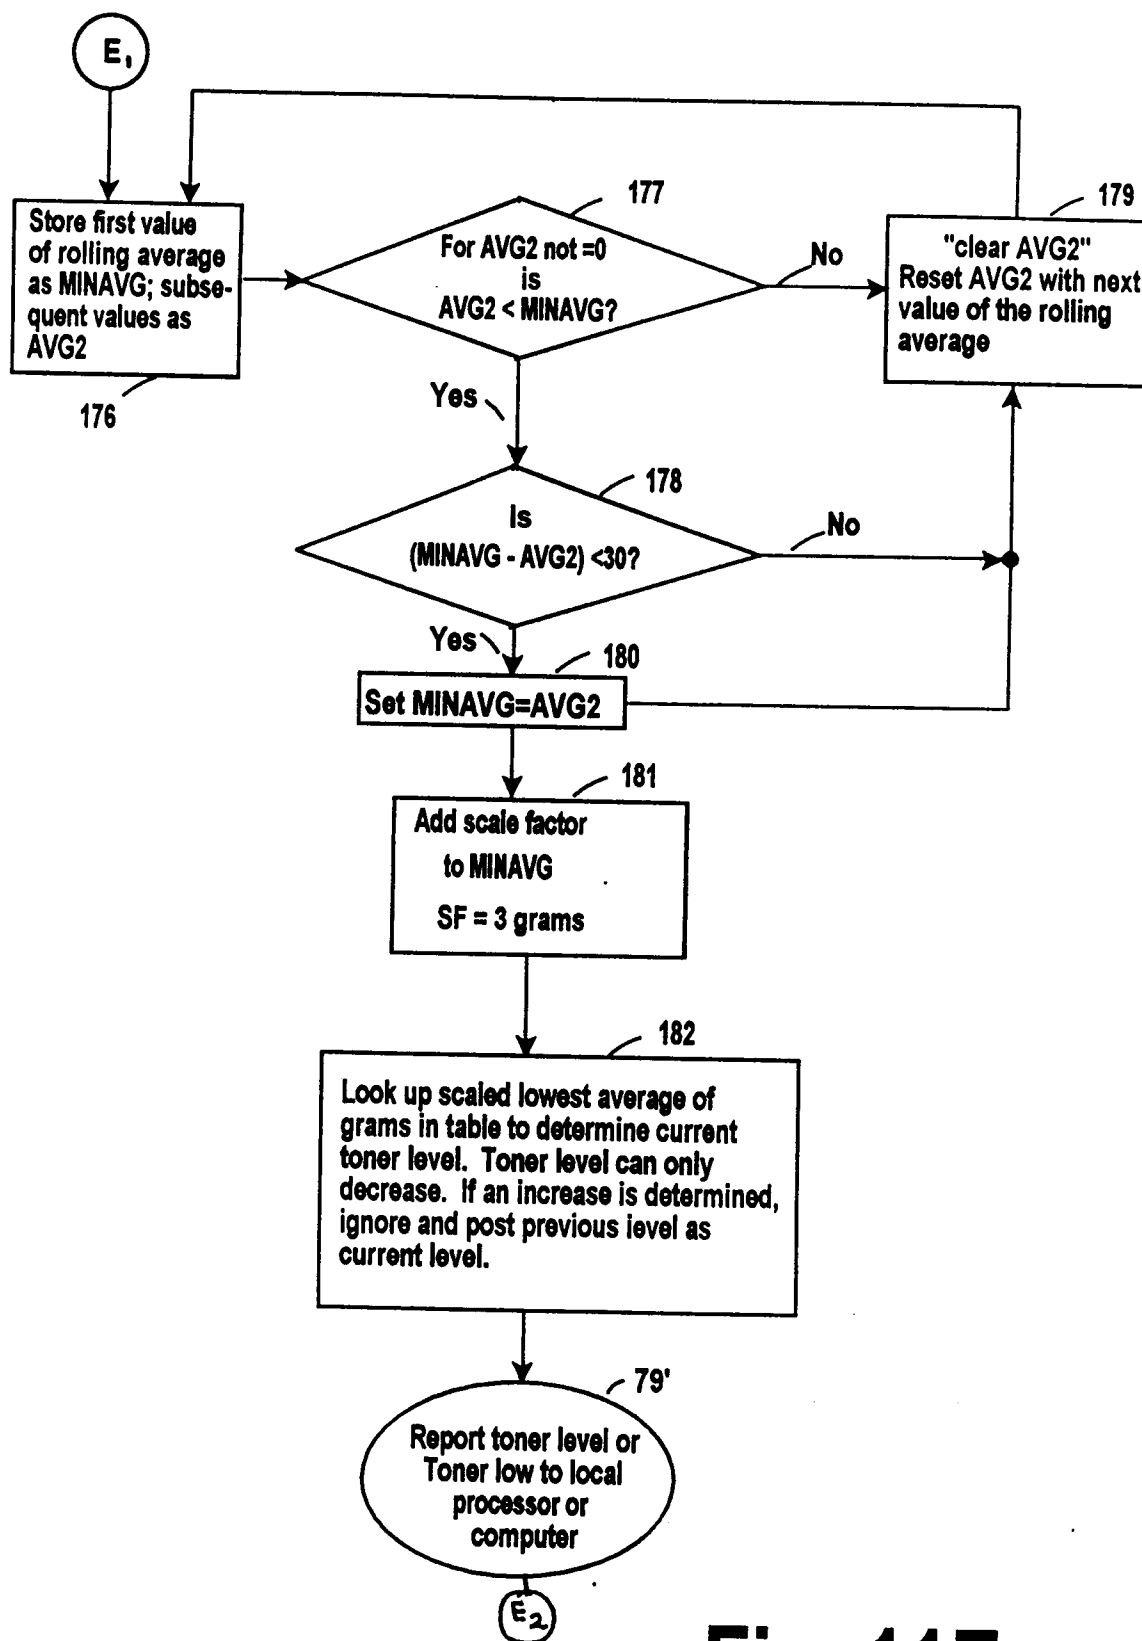 E1
Store first value
of rolling average
as MINAVG; subse-
quent values as
AVG2
176
177
For AVG2 not =0
is
AVG2 < MINAVG?
No
179
"clear AVG2"
Reset AVG2 with next
value of the rolling
average
Yes
178
Is
(MINAVG - AVG2) <30?
No
Yes
180
Set MINAVG=AVG2
181
Add scale factor
to MINAVG
SF = 3 grams
182
Look up scaled lowest average of
grams in table to determine current
toner level. Toner level can only
decrease. If an increase is determined,
ignore and post previous level as
current level.
79'
Report toner level or
Toner low to local
processor or
computer
E2